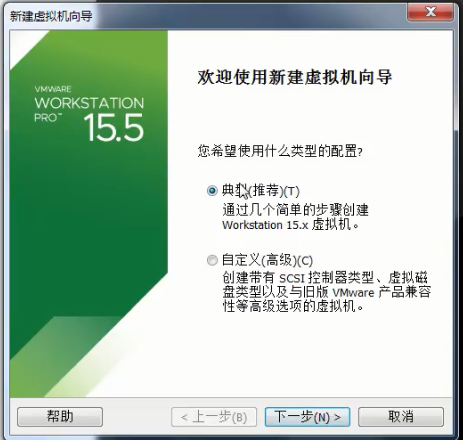 新建虚拟机向导
VMWARE
WORKSTATION
PRO™
15.5
欢迎使用新建虚拟机向导
您希望使用什么类型的配置?
典型(推荐)(T)
通过几个简单的步骤创建
Workstation 15.x 虚拟机。
自定义(高级)(C)
创建带有 SCSI 控制器类型、虚拟磁
盘类型以及与旧版 VMware 产品兼容
性等高级选项的虚拟机。
帮助
< 上一步(B)
下一步(N) >
取消